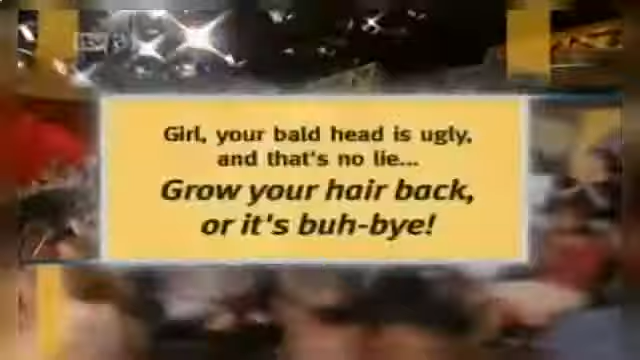 Girl, your bald head is ugly,
and that's no lie...
Grow your hair back,
or it's buh-bye!